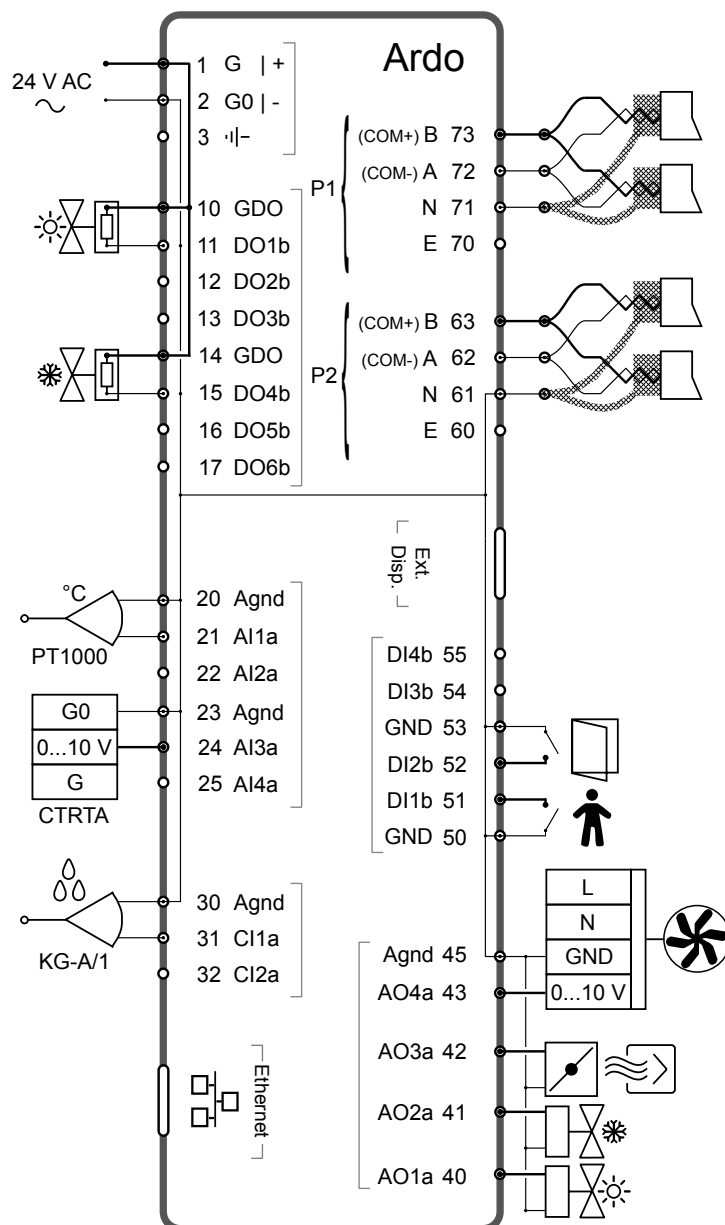 Ardo
24 V AC
1 G | +
2 G0 | -
3
10 GDO
11 DO1b
12 DO2b
13 DO3b
14 GDO
15 DO4b
16 DO5b
17 DO6b
°C
PT1000
20 Agnd
21 AI1a
22 AI2a
23 Agnd
24 AI3a
25 AI4a
G0
0...10 V
G
CTRTA
KG-A/1
30 Agnd
31 CI1a
32 CI2a
Ethernet
P1
(COM+) B 73
(COM-) A 72
N 71
E 70
P2
(COM+) B 63
(COM-) A 62
N 61
E 60
Ext.
Disp.
DI4b 55
DI3b 54
GND 53
DI2b 52
DI1b 51
GND 50
Agnd 45
AO4a 43
AO3a 42
AO2a 41
AO1a 40
L
N
GND
0...10 V